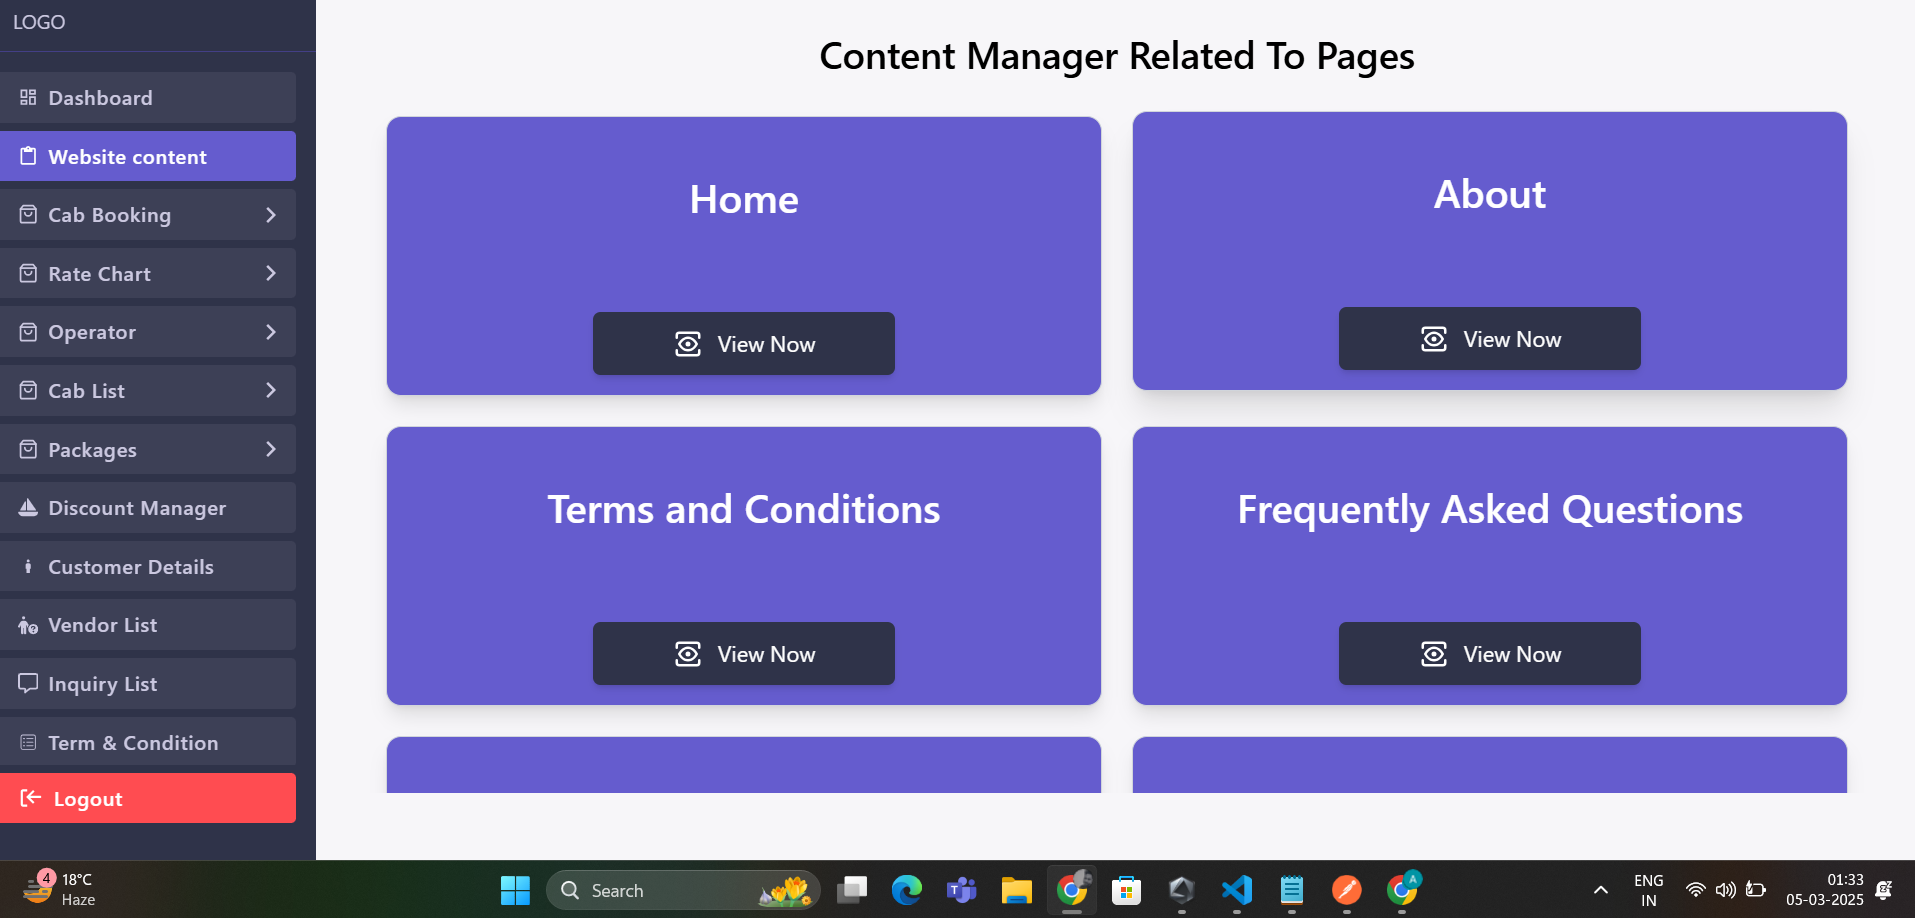 LOGO
Dashboard
Website content
Cab Booking
Rate Chart
Operator
Cab List
Packages
Discount Manager
Customer Details
Vendor List
Inquiry List
Term & Condition
Logout
Content Manager Related To Pages
Home
View Now
About
View Now
Terms and Conditions
View Now
Frequently Asked Questions
View Now
4
18°C
Haze
Search
T
A
ENG
IN
01:33
05-03-2025